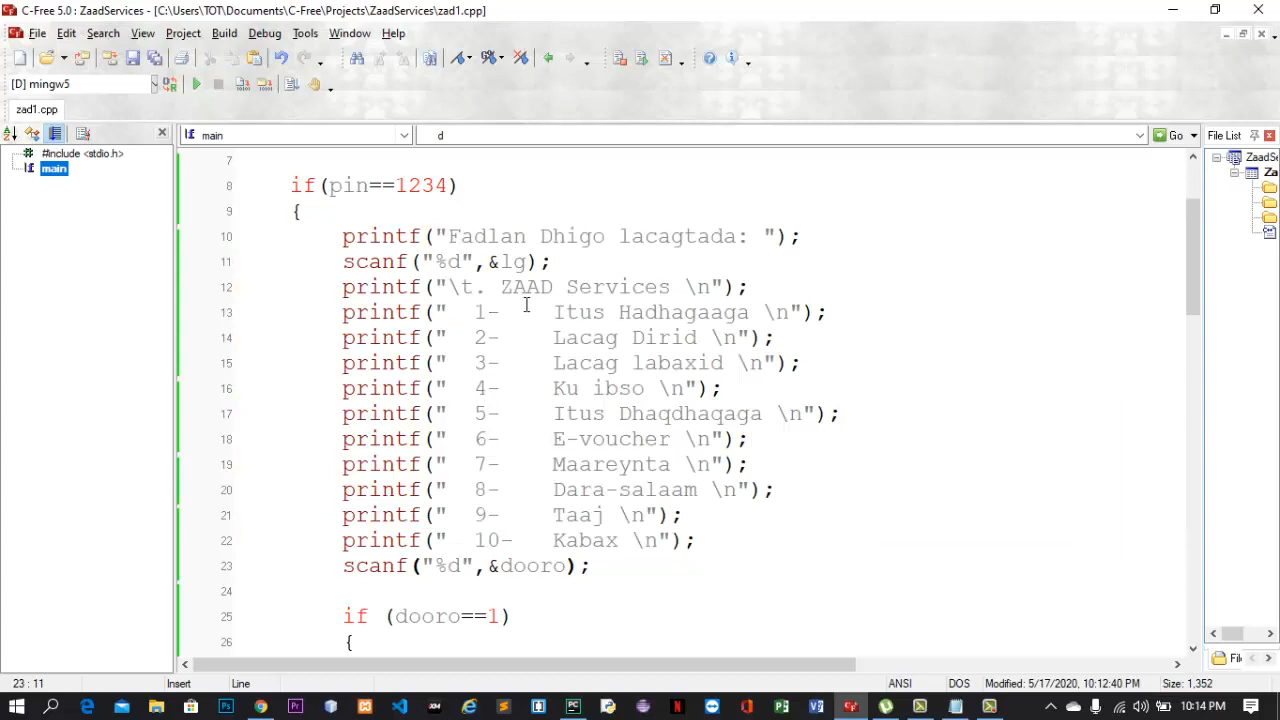 C-Free 5.0 : ZaadServices - [C:\Users\TOT\Documents\C-Free\Projects\ZaadServices\zad1.cpp]
File Edit Search View Project Build Debug Tools Window Help
[D] mingw5
zad1.cpp
main
d
Go
File List
#include <stdio.h>
main
ZaadSe
Za
7
8 if(pin==1234)
9 {
10 printf("Fadlan Dhigo lacagtada: ");
11 scanf("%d",&lg);
12 printf("\t. ZAAD Services \n");
13 printf("  1-    Itus Hadhagaaga \n");
14 printf("  2-    Lacag Dirid \n");
15 printf("  3-    Lacag labaxid \n");
16 printf("  4-    Ku ibso \n");
17 printf("  5-    Itus Dhaqdhaqaga \n");
18 printf("  6-    E-voucher \n");
19 printf("  7-    Maareynta \n");
20 printf("  8-    Dara-salaam \n");
21 printf("  9-    Taaj \n");
22 printf("  10-   Kabax \n");
23 scanf("%d",&dooro);
24
25 if (dooro==1)
26 {
Fil
23 : 11 Insert Line ANSI DOS Modified: 5/17/2020, 10:12:40 PM Size: 1,352
10:14 PM